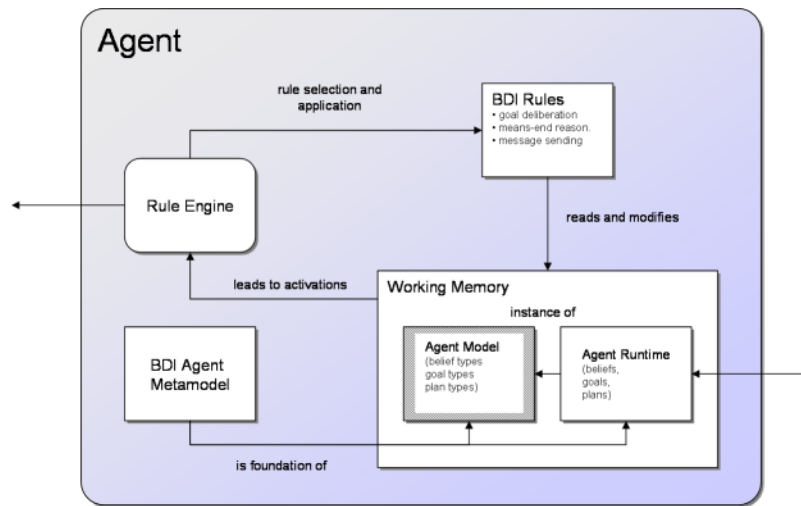 Agent
rule selection and
application
BDI Rules
• goal deliberation
• means-end reason.
• message sending
Rule Engine
reads and modifies
leads to activations
Working Memory
instance of
Agent Model
(belief types
goal types
plan types)
Agent Runtime
(beliefs,
goals,
plans)
BDI Agent
Metamodel
is foundation of